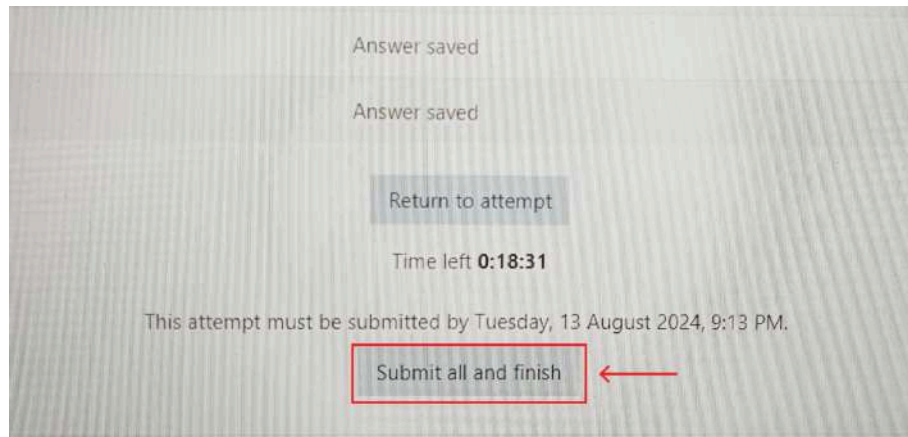 Answer saved
Answer saved
Return to attempt
Time left 0:18:31
This attempt must be submitted by Tuesday, 13 August 2024, 9:13 PM.
Submit all and finish